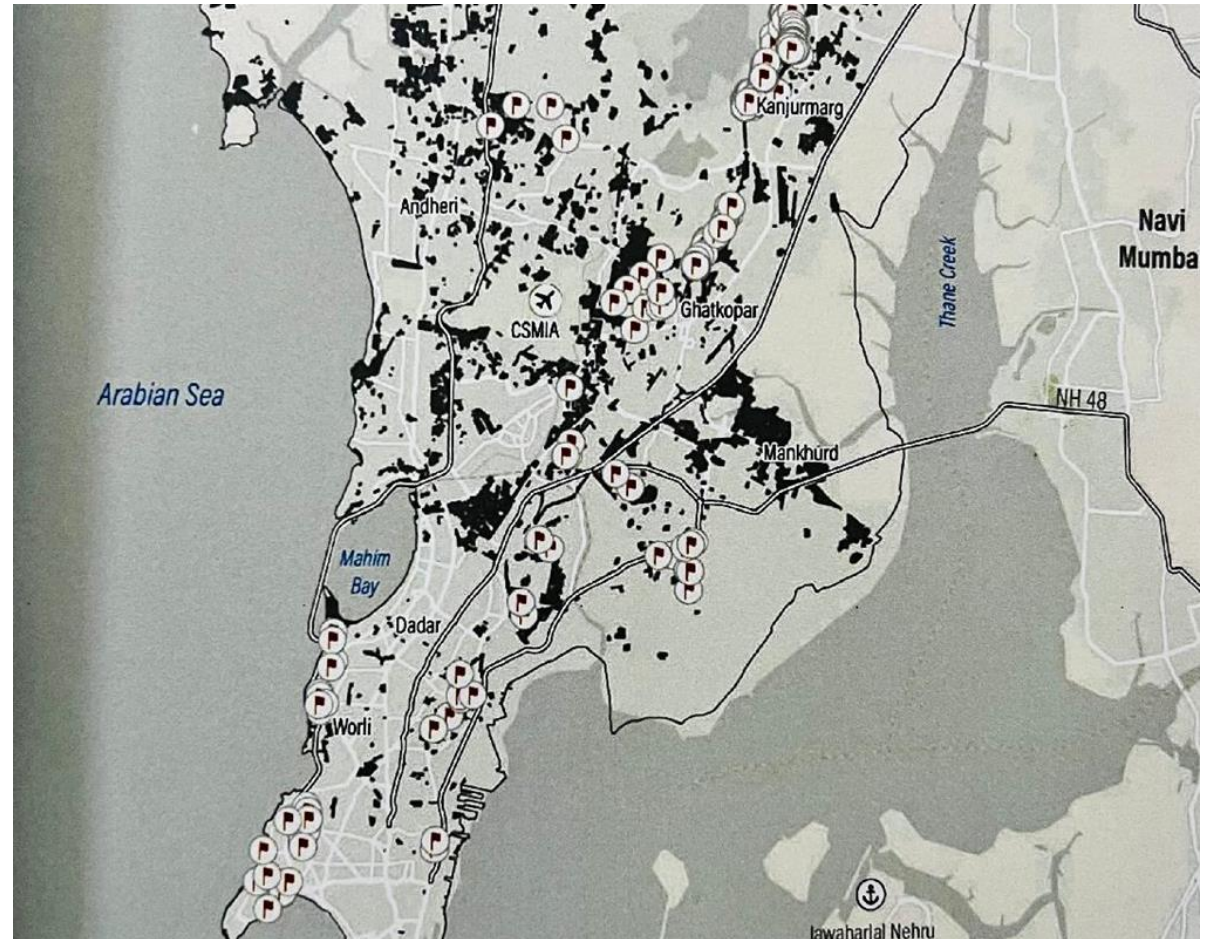 Kanjurmarg
Andheri
Navi
Mumba
Thane Creek
Ghatkopar
CSMIA
Arabian Sea
NH 48
Mankhurd
Mahim
Bay
Dadar
Worli
Jawaharlal Nehru